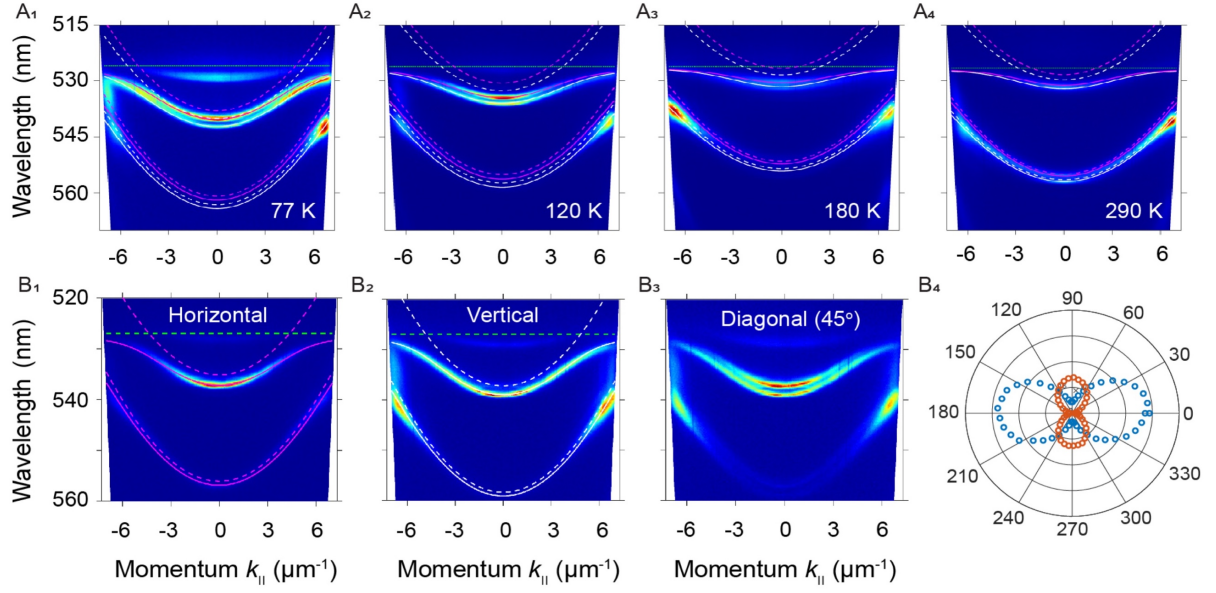 A₁ A₂ A₃ A₄
515
530
545
560
Wavelength (nm)
77 K 120 K 180 K 290 K
-6 -3 0 3 6 -6 -3 0 3 6 -6 -3 0 3 6 -6 -3 0 3 6
B₁ B₂ B₃ B₄
520
540
560
Wavelength (nm)
Horizontal Vertical Diagonal (45°)
-6 -3 0 3 6 -6 -3 0 3 6 -6 -3 0 3 6
Momentum k|| (µm⁻¹) Momentum k|| (µm⁻¹) Momentum k|| (µm⁻¹)
90
120 60
150 30
180 0
210 330
240 300
270